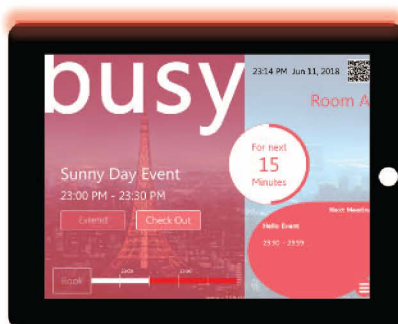 busy
23:14 PM Jun 11, 2018
Room A
For next
15
Minutes
Sunny Day Event
23:00 PM - 23:30 PM
Extend
Check Out
Next Meeting
Hello Event
23:30 - 23:59
Book